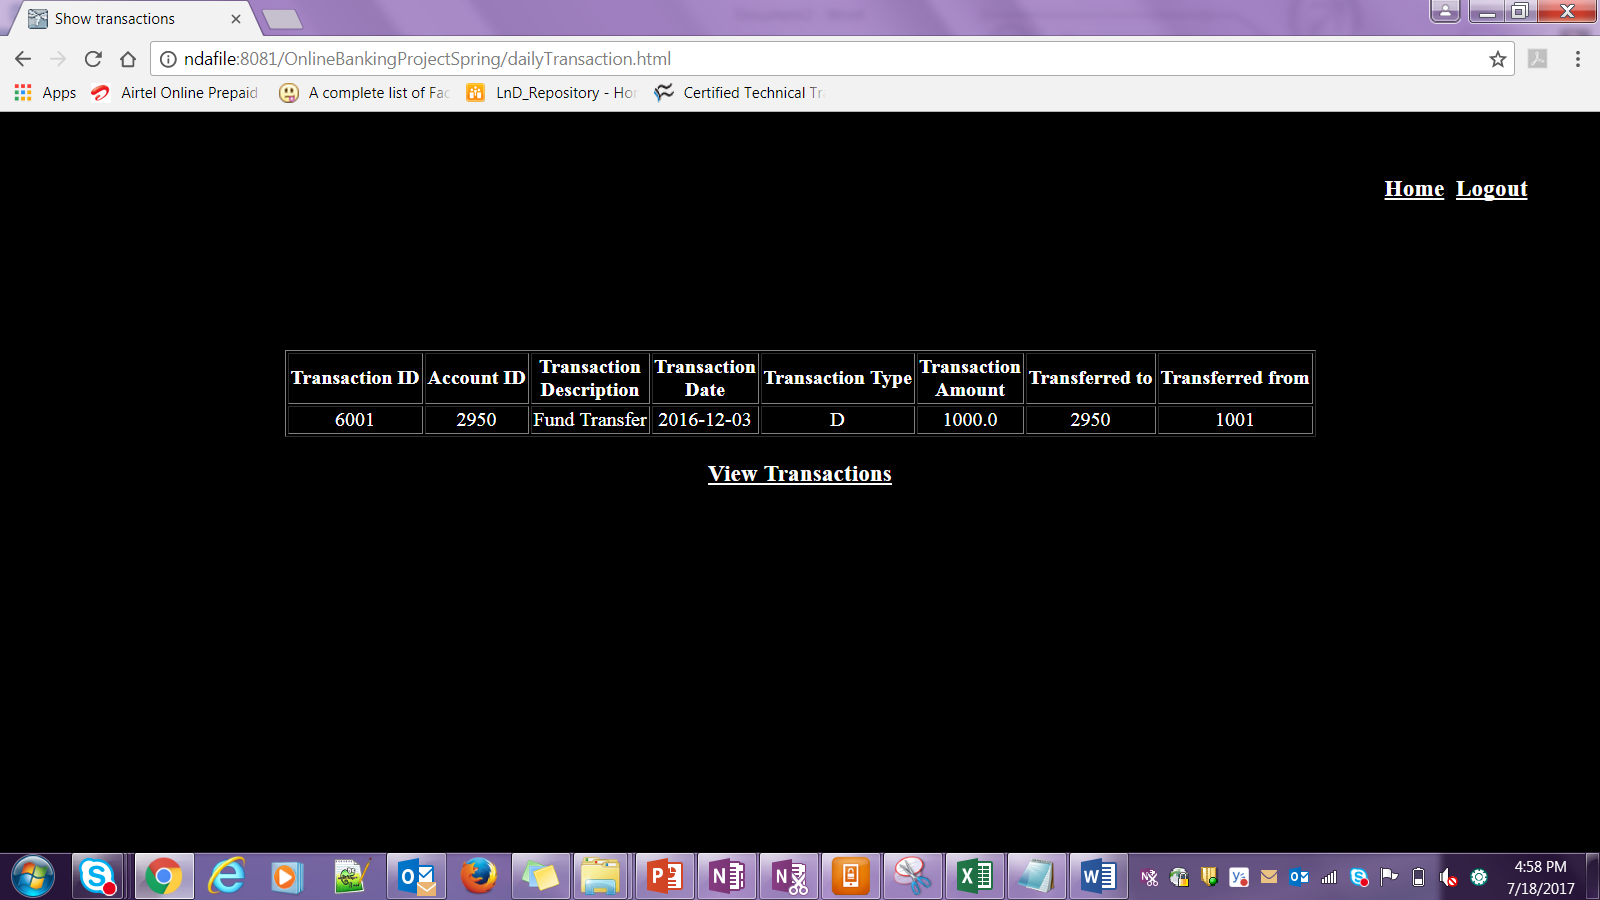 Show transactions
ndafile:8081/OnlineBankingProjectSpring/dailyTransaction.html
Apps Airtel Online Prepaid A complete list of Fac LnD_Repository - Hor Certified Technical Tr
Home Logout
Transaction ID Account ID Transaction Description Transaction Date Transaction Type Transaction Amount Transferred to Transferred from
6001 2950 Fund Transfer 2016-12-03 D 1000.0 2950 1001
View Transactions
4:58 PM
7/18/2017